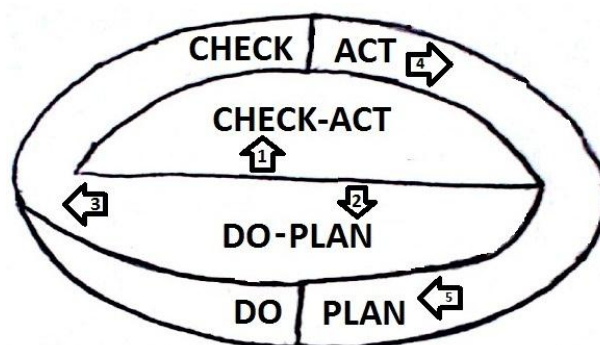 CHECK ACT 4
CHECK-ACT
1
2
3
DO-PLAN
5
DO PLAN